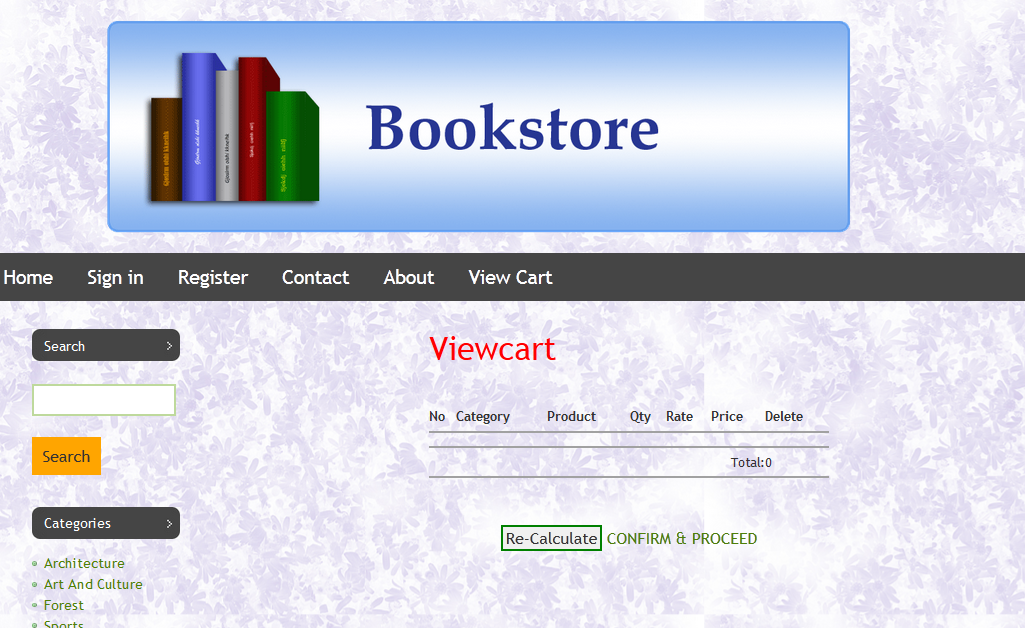 Bookstore
Home Sign in Register Contact About View Cart
Search
Search
Categories
Architecture
Art And Culture
Forest
Sports
Viewcart
No Category Product Qty Rate Price Delete
Total:0
Re-Calculate CONFIRM & PROCEED